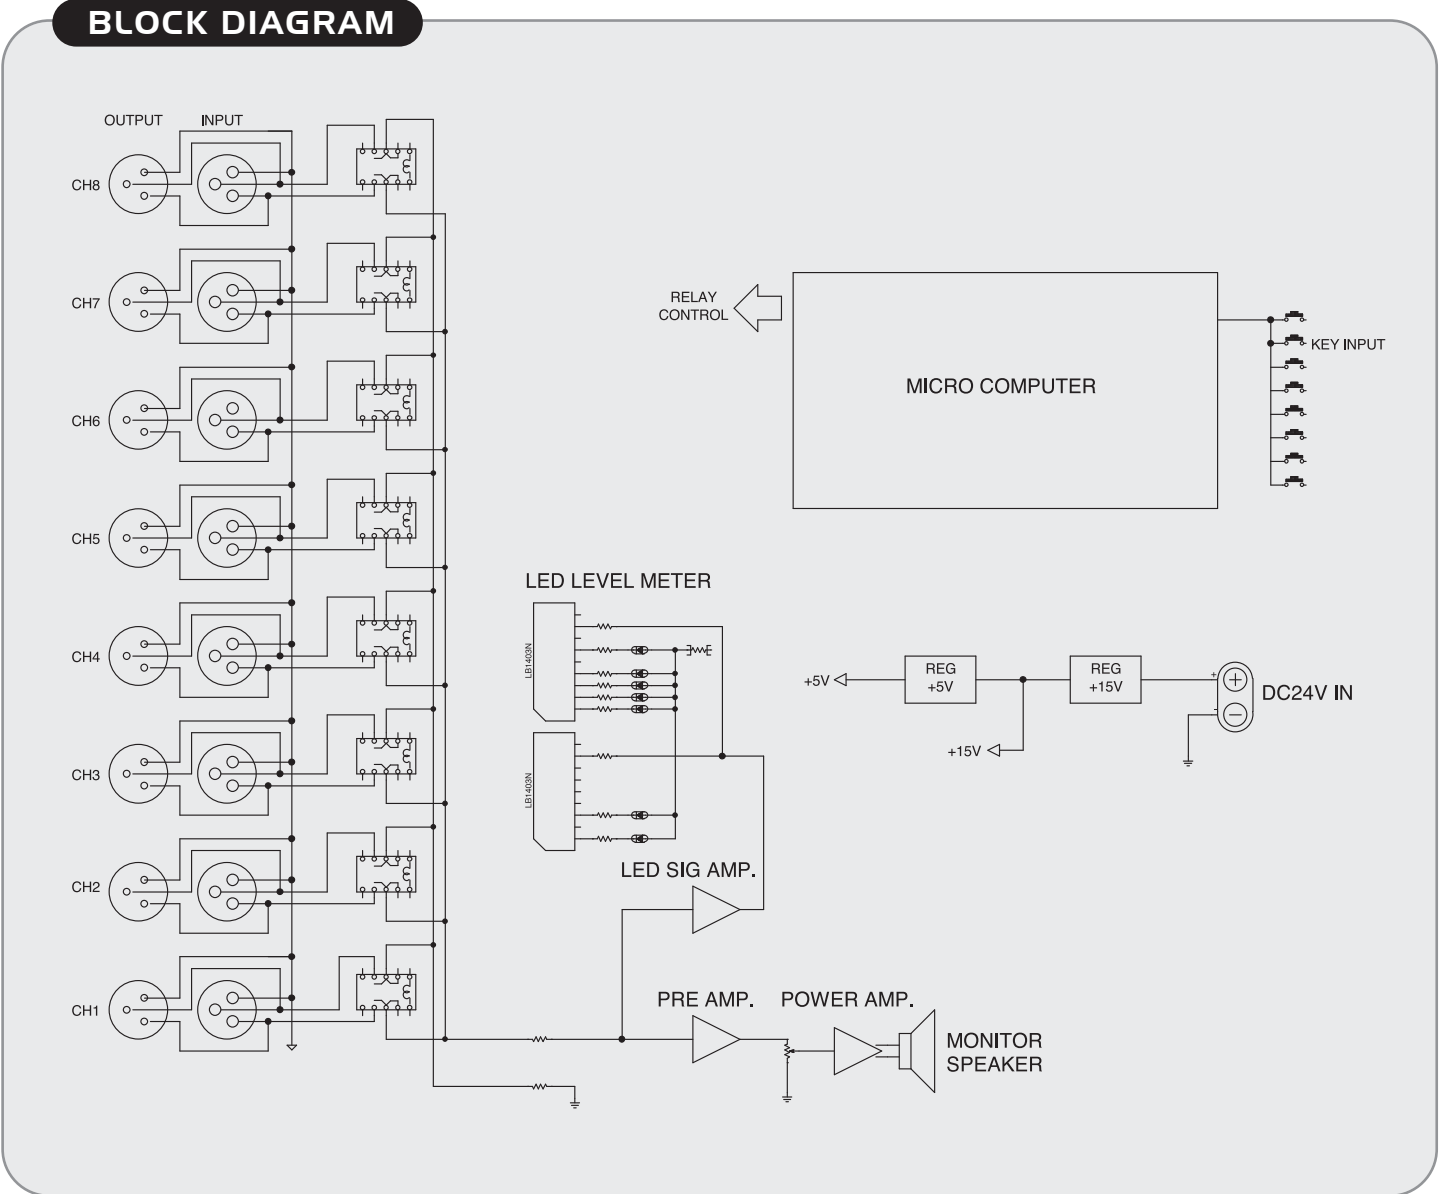 BLOCK DIAGRAM
OUTPUT
INPUT
CH8
CH7
CH6
CH5
CH4
CH3
CH2
CH1
RELAY
CONTROL
MICRO COMPUTER
KEY INPUT
LED LEVEL METER
LB1403N
LB1403N
LED SIG AMP.
+5V
REG
+5V
REG
+15V
+
-
DC24V IN
+15V
PRE AMP.
POWER AMP.
MONITOR
SPEAKER